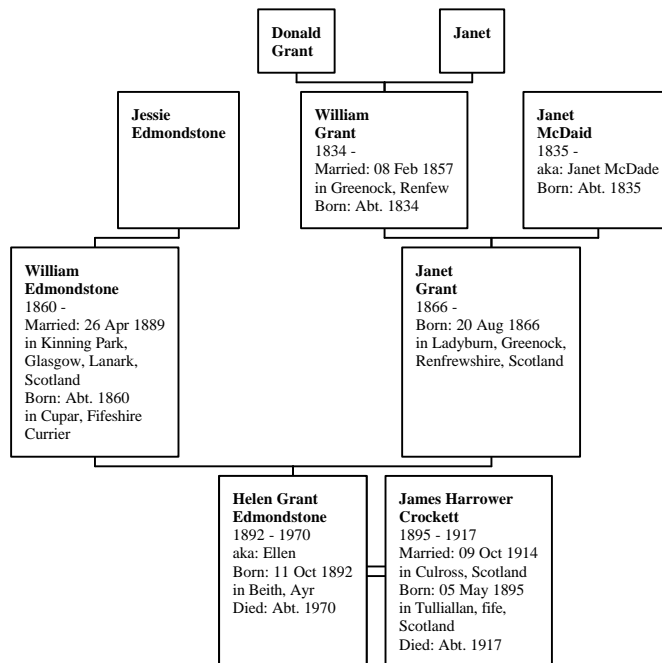 Donald
Grant
Janet
Jessie
Edmondstone
William
Grant
1834 -
Married: 08 Feb 1857
in Greenock, Renfew
Born: Abt. 1834
Janet
McDaid
1835 -
aka: Janet McDade
Born: Abt. 1835
William
Edmondstone
1860 -
Married: 26 Apr 1889
in Kinning Park,
Glasgow, Lanark,
Scotland
Born: Abt. 1860
in Cupar, Fifeshire
Currier
Janet
Grant
1866 -
Born: 20 Aug 1866
in Ladyburn, Greenock,
Renfrewshire, Scotland
Helen Grant
Edmondstone
1892 - 1970
aka: Ellen
Born: 11 Oct 1892
in Beith, Ayr
Died: Abt. 1970
James Harrower
Crockett
1895 - 1917
Married: 09 Oct 1914
in Culross, Scotland
Born: 05 May 1895
in Tulliallan, fife,
Scotland
Died: Abt. 1917